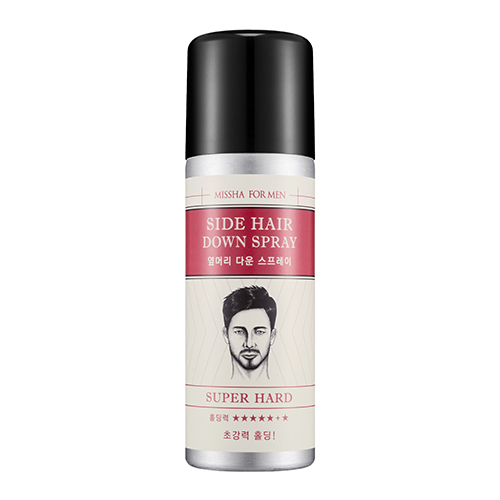 MISSHA FOR MEN
SIDE HAIR
DOWN SPRAY
옆머리 다운 스프레이
SUPER HARD
홀딩력 ★★★★★+★
초강력 홀딩!